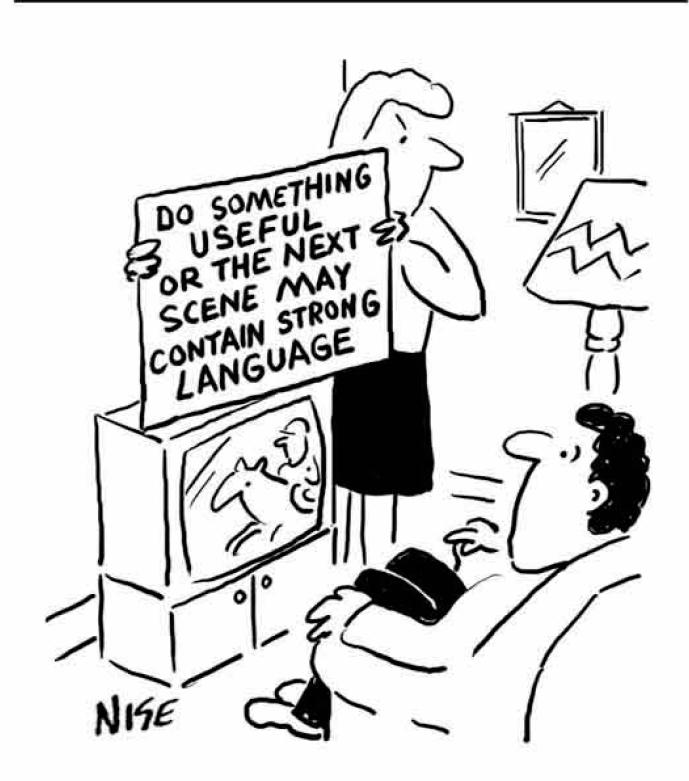 DO SOMETHING
USEFUL
OR THE NEXT
SCENE MAY
CONTAIN STRONG
LANGUAGE
NISE